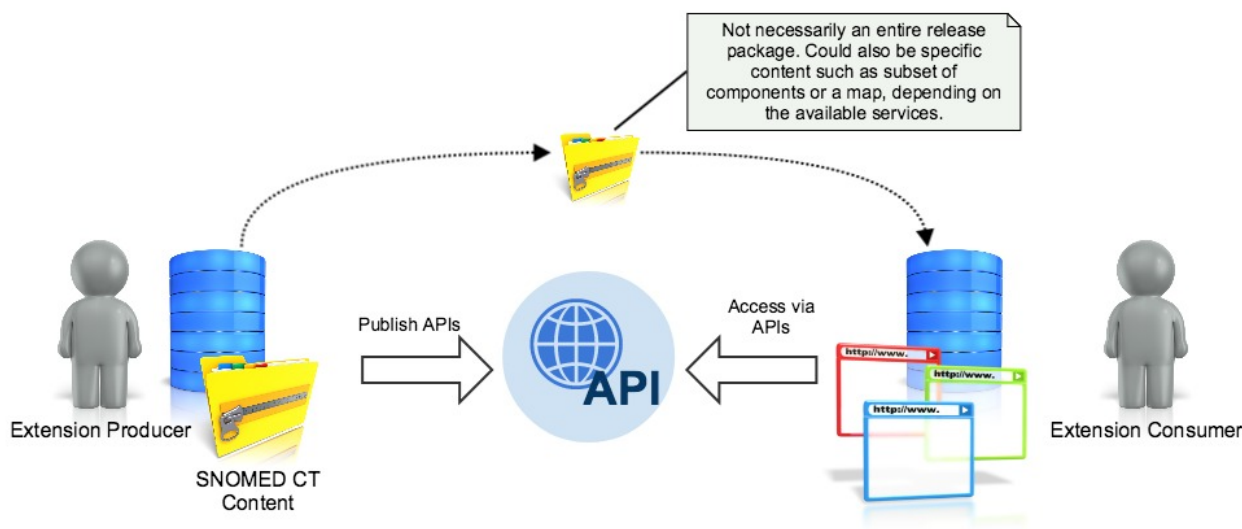 Not necessarily an entire release
package. Could also be specific
content such as subset of
components or a map, depending on
the available services.
Publish APIs
Access via
APIs
API
http://www.
http://www.
http://www.
Extension Producer
Extension Consumer
SNOMED CT
Content